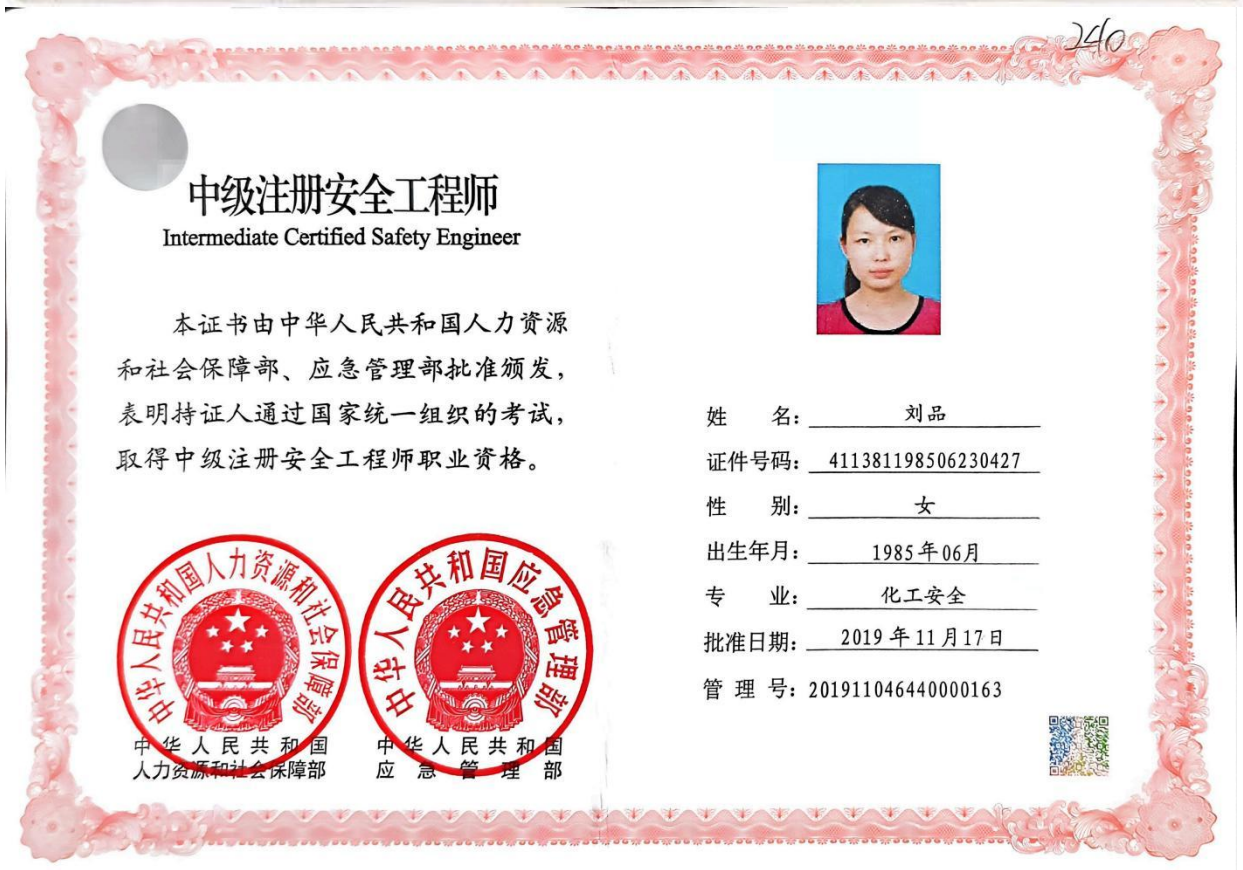 240
中级注册安全工程师
Intermediate Certified Safety Engineer
本证书由中华人民共和国人力资源
和社会保障部、应急管理部批准颁发，
表明持证人通过国家统一组织的考试，
取得中级注册安全工程师职业资格。
中华人民共和国人力资源和社会保障部
中华人民共和国应急管理部
中华人民共和国
人力资源和社会保障部
中华人民共和国
应急管理部
姓名：刘品
证件号码：411381198506230427
性别：女
出生年月：1985年06月
专业：化工安全
批准日期：2019年11月17日
管理号：201911046440000163